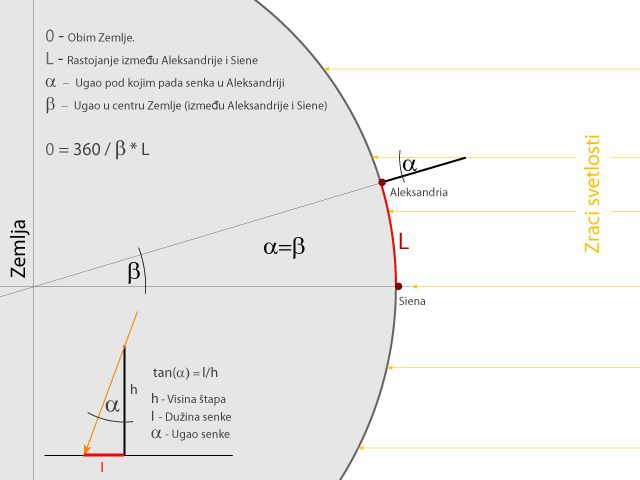 0 - Obim Zemlje.
L - Rastojanje između Aleksandrije i Siene
α – Ugao pod kojim pada senka u Aleksandriji
β – Ugao u centru Zemlje (između Aleksandrije i Siene)
0 = 360 / β * L
Zemlja
α
Aleksandria
Zraci svetlosti
L
α=β
β
Siena
h
α
l
tan(α) = l/h
h - Visina štapa
l - Dužina senke
α - Ugao senke